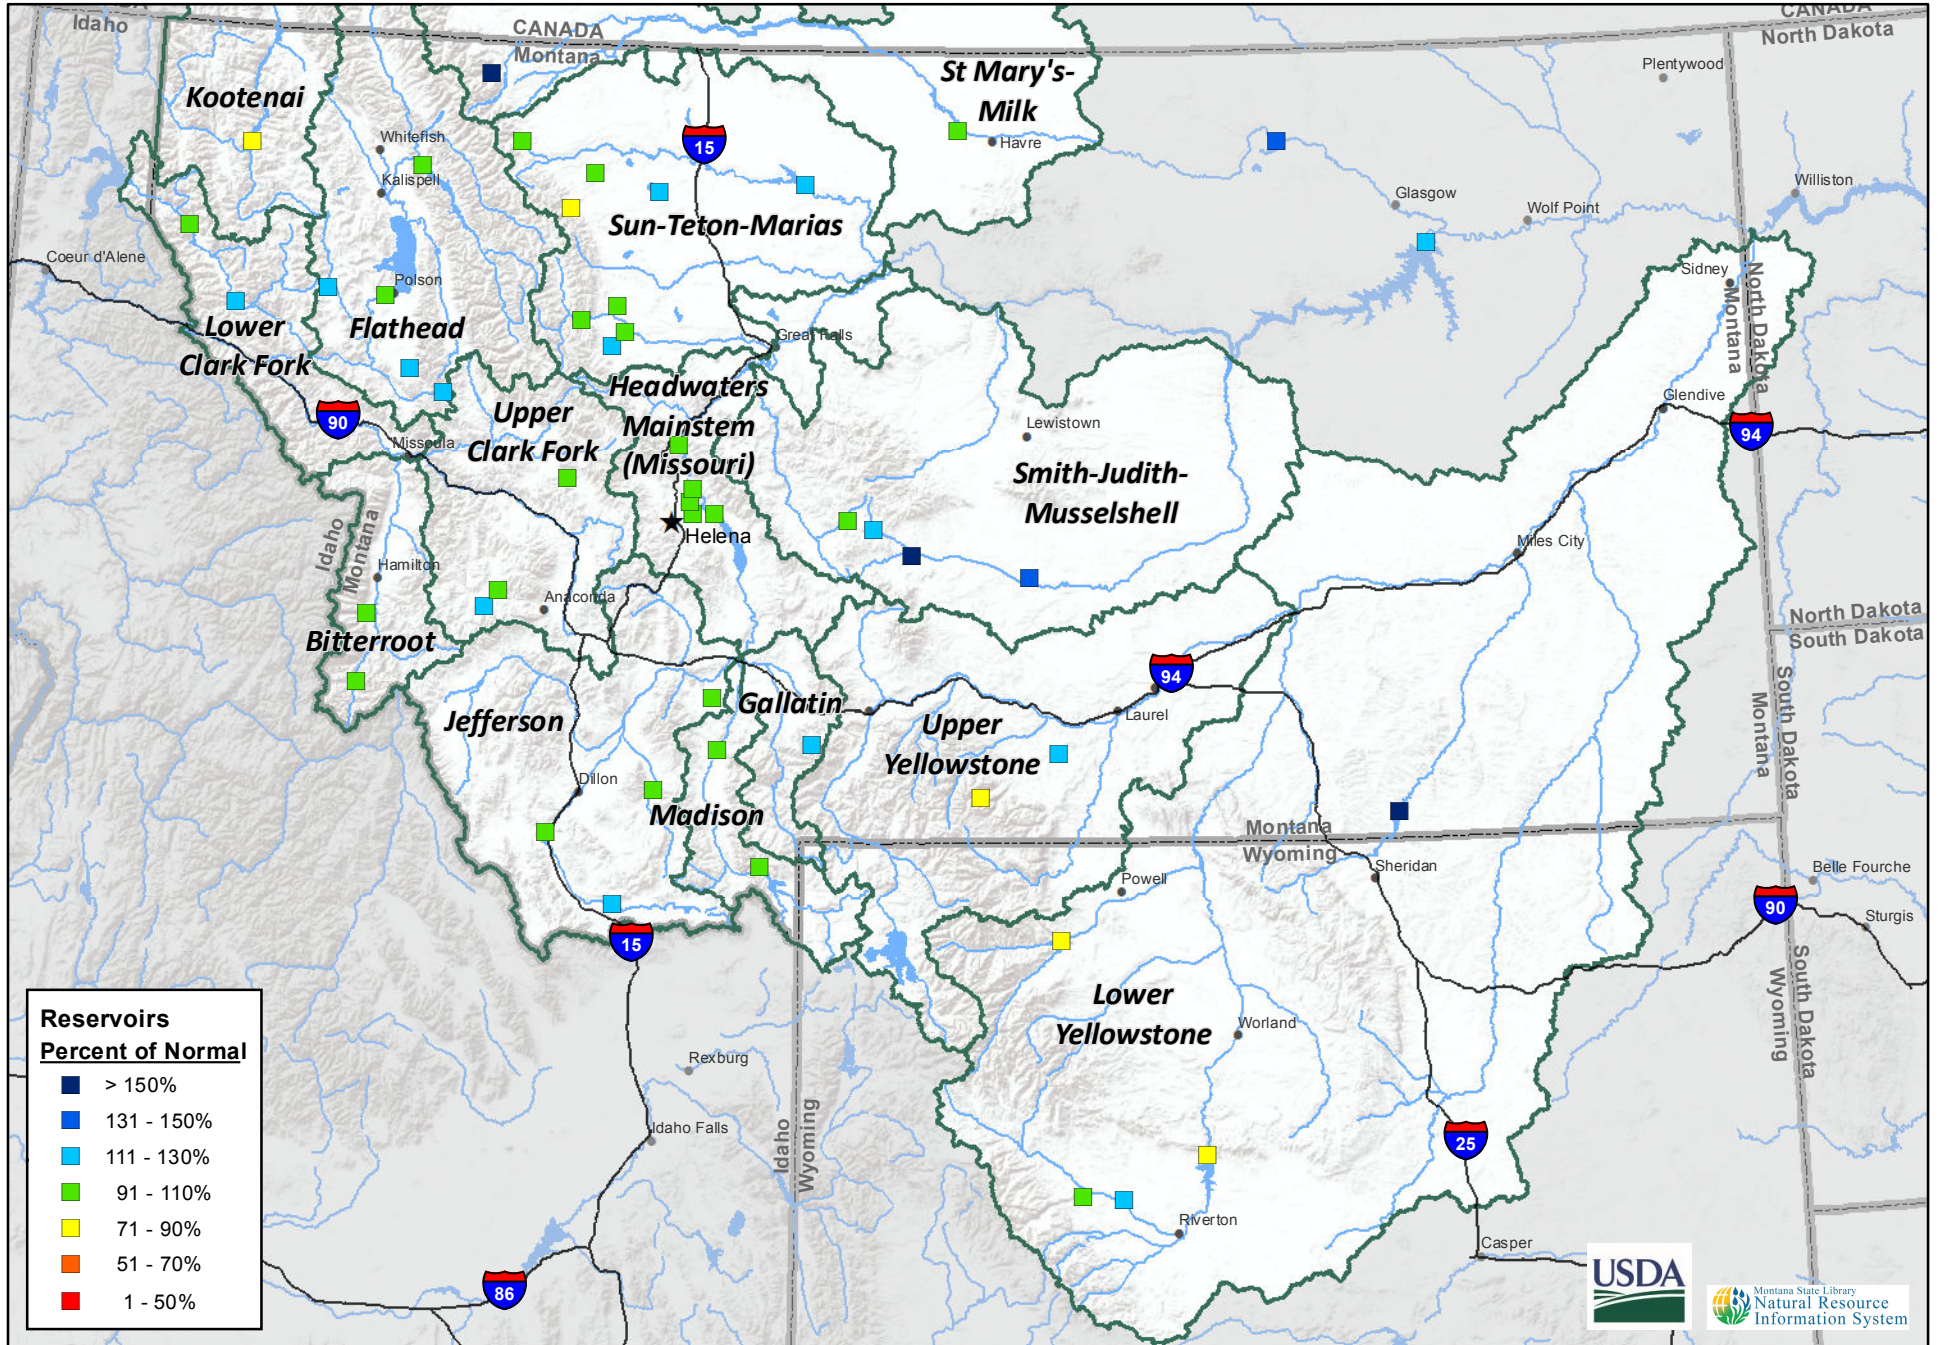 CANADA
Idaho
CANADA
Montana
CANADA
North Dakota
Kootenai
St Mary's-
Milk
Plentywood
Whitefish
15
Havre
Kalispell
Glasgow
Williston
Wolf Point
Sun-Teton-Marias
Coeur d'Alene
Polson
Sidney
North Dakota
Montana
Lower
Clark Fork
Flathead
Great Falls
Headwaters
Mainstem
(Missouri)
Upper
Clark Fork
90
Missoula
Lewistown
Glendive
94
Smith-Judith-
Musselshell
Idaho
Montana
Helena
Miles City
Hamilton
Anaconda
Bitterroot
North Dakota
South Dakota
South Dakota
Montana
94
Gallatin
Jefferson
Laurel
Upper
Yellowstone
Dillon
Madison
Montana
Wyoming
Sheridan
Powell
Belle Fourche
90
Sturgis
15
South Dakota
Wyoming
Lower
Yellowstone
Worland
Reservoirs
Percent of Normal
> 150%
131 - 150%
111 - 130%
91 - 110%
71 - 90%
51 - 70%
1 - 50%
Rexburg
Idaho Falls
Idaho
Wyoming
25
Riverton
Casper
86
USDA
Montana State Library
Natural Resource
Information System